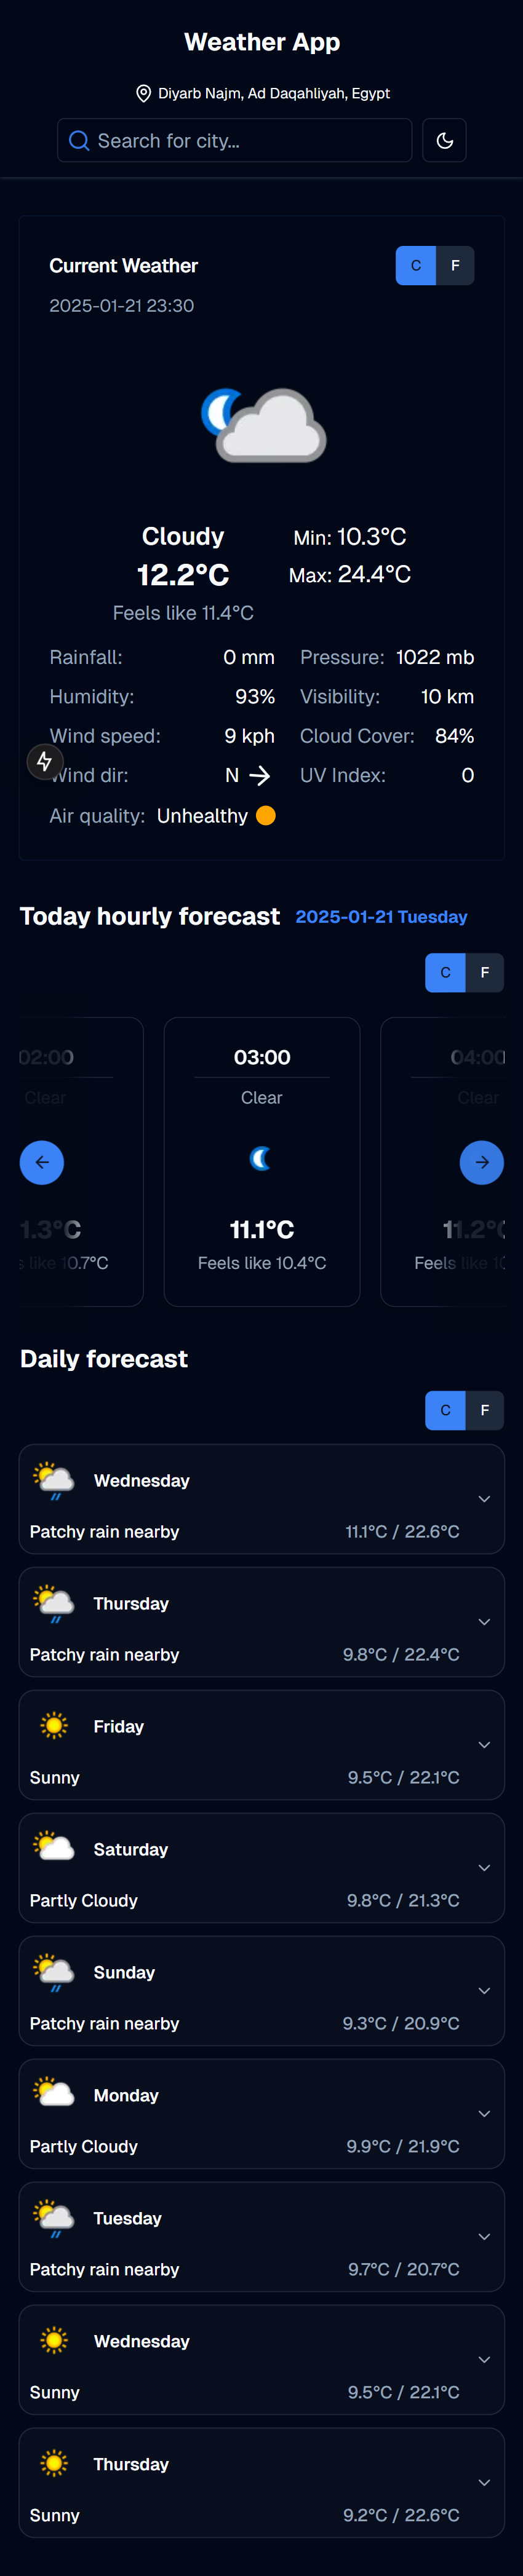 Weather App
Diyarb Najm, Ad Daqahliyah, Egypt
Search for city...
Current Weather
C F
2025-01-21 23:30
Cloudy
12.2°C
Feels like 11.4°C
Min: 10.3°C
Max: 24.4°C
Rainfall: 0 mm
Pressure: 1022 mb
Humidity: 93%
Visibility: 10 km
Wind speed: 9 kph
Cloud Cover: 84%
Wind dir: N
UV Index: 0
Air quality: Unhealthy
Today hourly forecast 2025-01-21 Tuesday
C F
02:00
Clear
1.3°C
s like 10.7°C
03:00
Clear
11.1°C
Feels like 10.4°C
04:00
Clear
11.2°C
Feels like 10
Daily forecast
C F
Wednesday
Patchy rain nearby 11.1°C / 22.6°C
Thursday
Patchy rain nearby 9.8°C / 22.4°C
Friday
Sunny 9.5°C / 22.1°C
Saturday
Partly Cloudy 9.8°C / 21.3°C
Sunday
Patchy rain nearby 9.3°C / 20.9°C
Monday
Partly Cloudy 9.9°C / 21.9°C
Tuesday
Patchy rain nearby 9.7°C / 20.7°C
Wednesday
Sunny 9.5°C / 22.1°C
Thursday
Sunny 9.2°C / 22.6°C